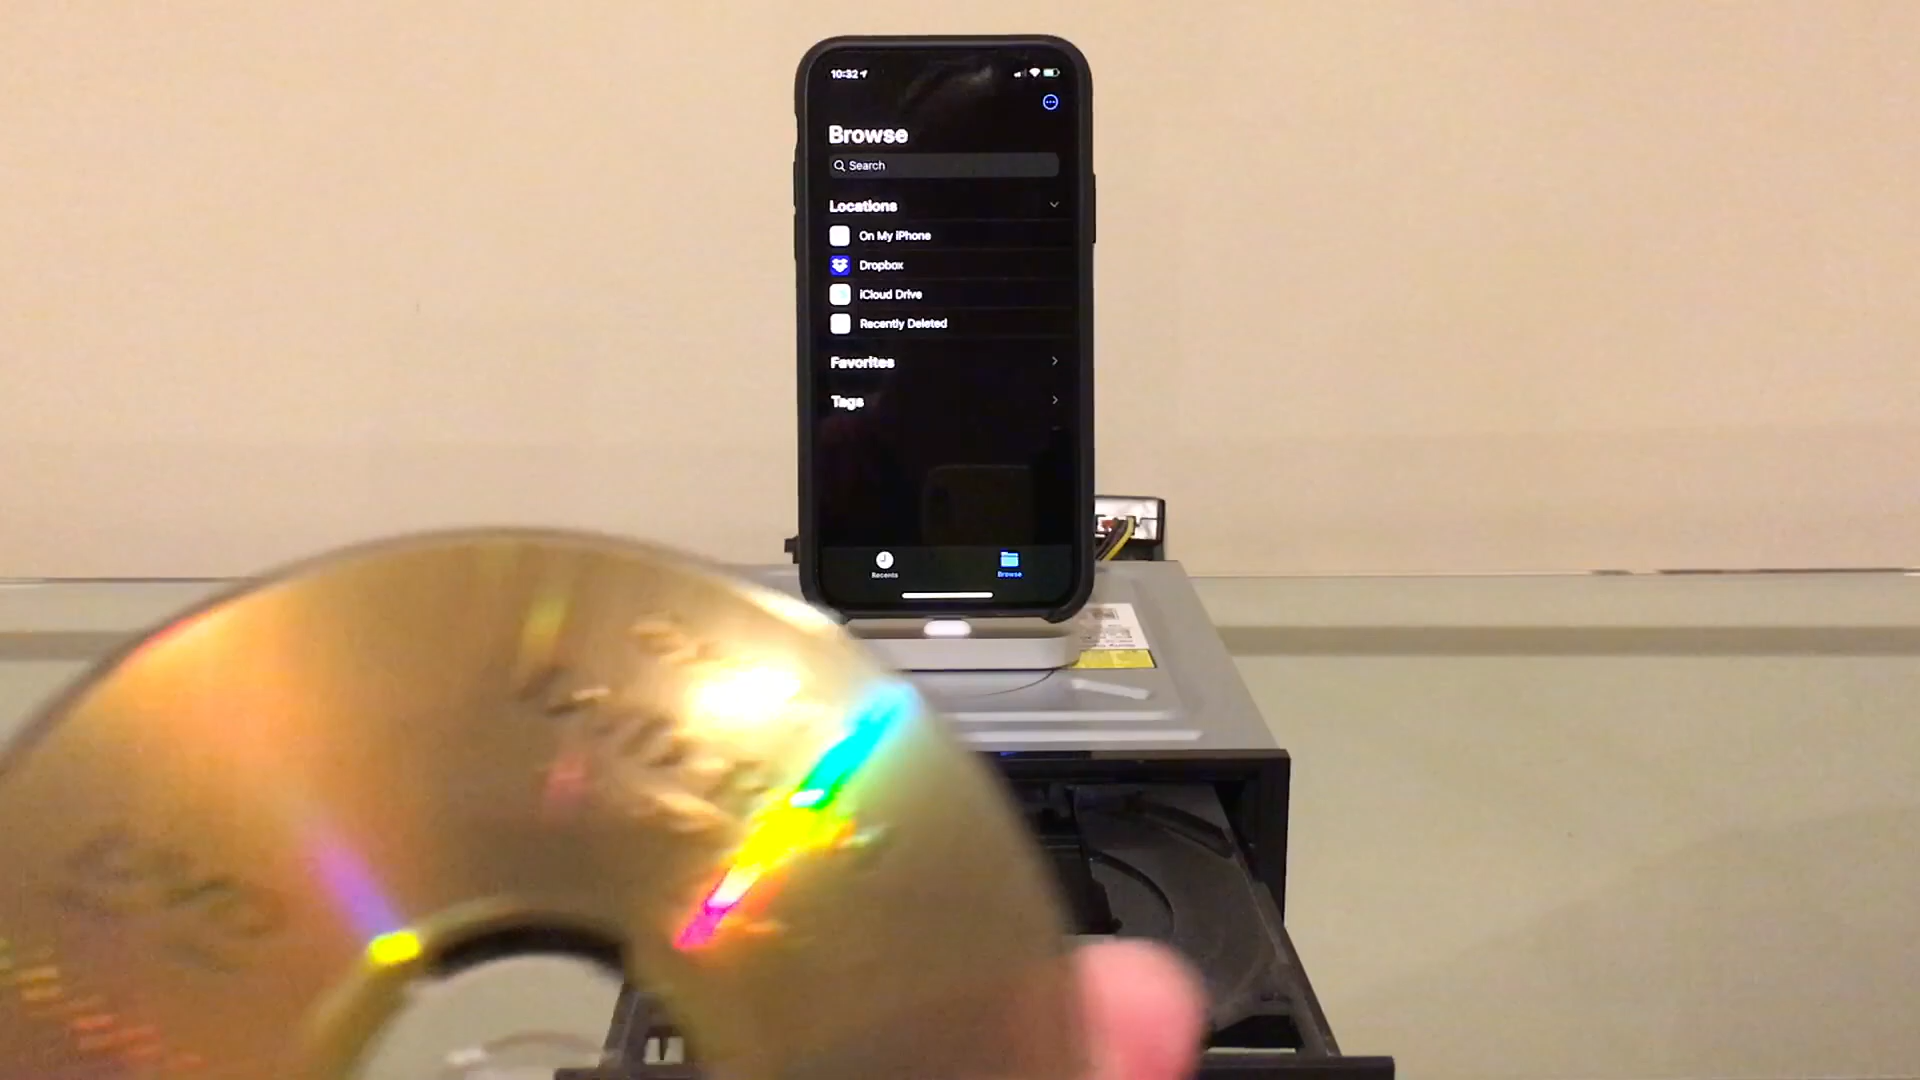 10:32
Browse
Search
Locations
On My iPhone
Dropbox
iCloud Drive
Recently Deleted
Favorites
Tags
Recents
Browse